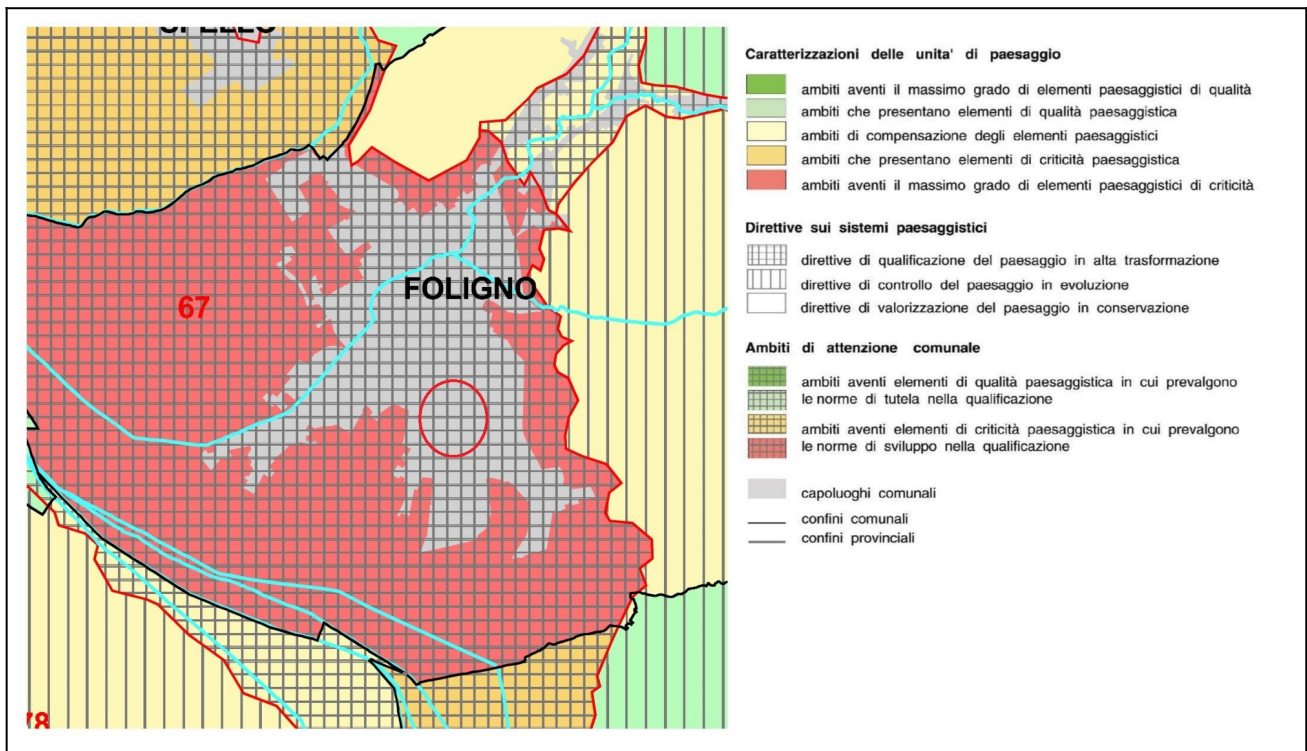 SPELLO
FOLIGNO
67
78
Caratterizzazioni delle unita' di paesaggio
ambiti aventi il massimo grado di elementi paesaggistici di qualità
ambiti che presentano elementi di qualità paesaggistica
ambiti di compensazione degli elementi paesaggistici
ambiti che presentano elementi di criticità paesaggistica
ambiti aventi il massimo grado di elementi paesaggistici di criticità
Direttive sui sistemi paesaggistici
direttive di qualificazione del paesaggio in alta trasformazione
direttive di controllo del paesaggio in evoluzione
direttive di valorizzazione del paesaggio in conservazione
Ambiti di attenzione comunale
ambiti aventi elementi di qualità paesaggistica in cui prevalgono
le norme di tutela nella qualificazione
ambiti aventi elementi di criticità paesaggistica in cui prevalgono
le norme di sviluppo nella qualificazione
capoluoghi comunali
confini comunali
confini provinciali